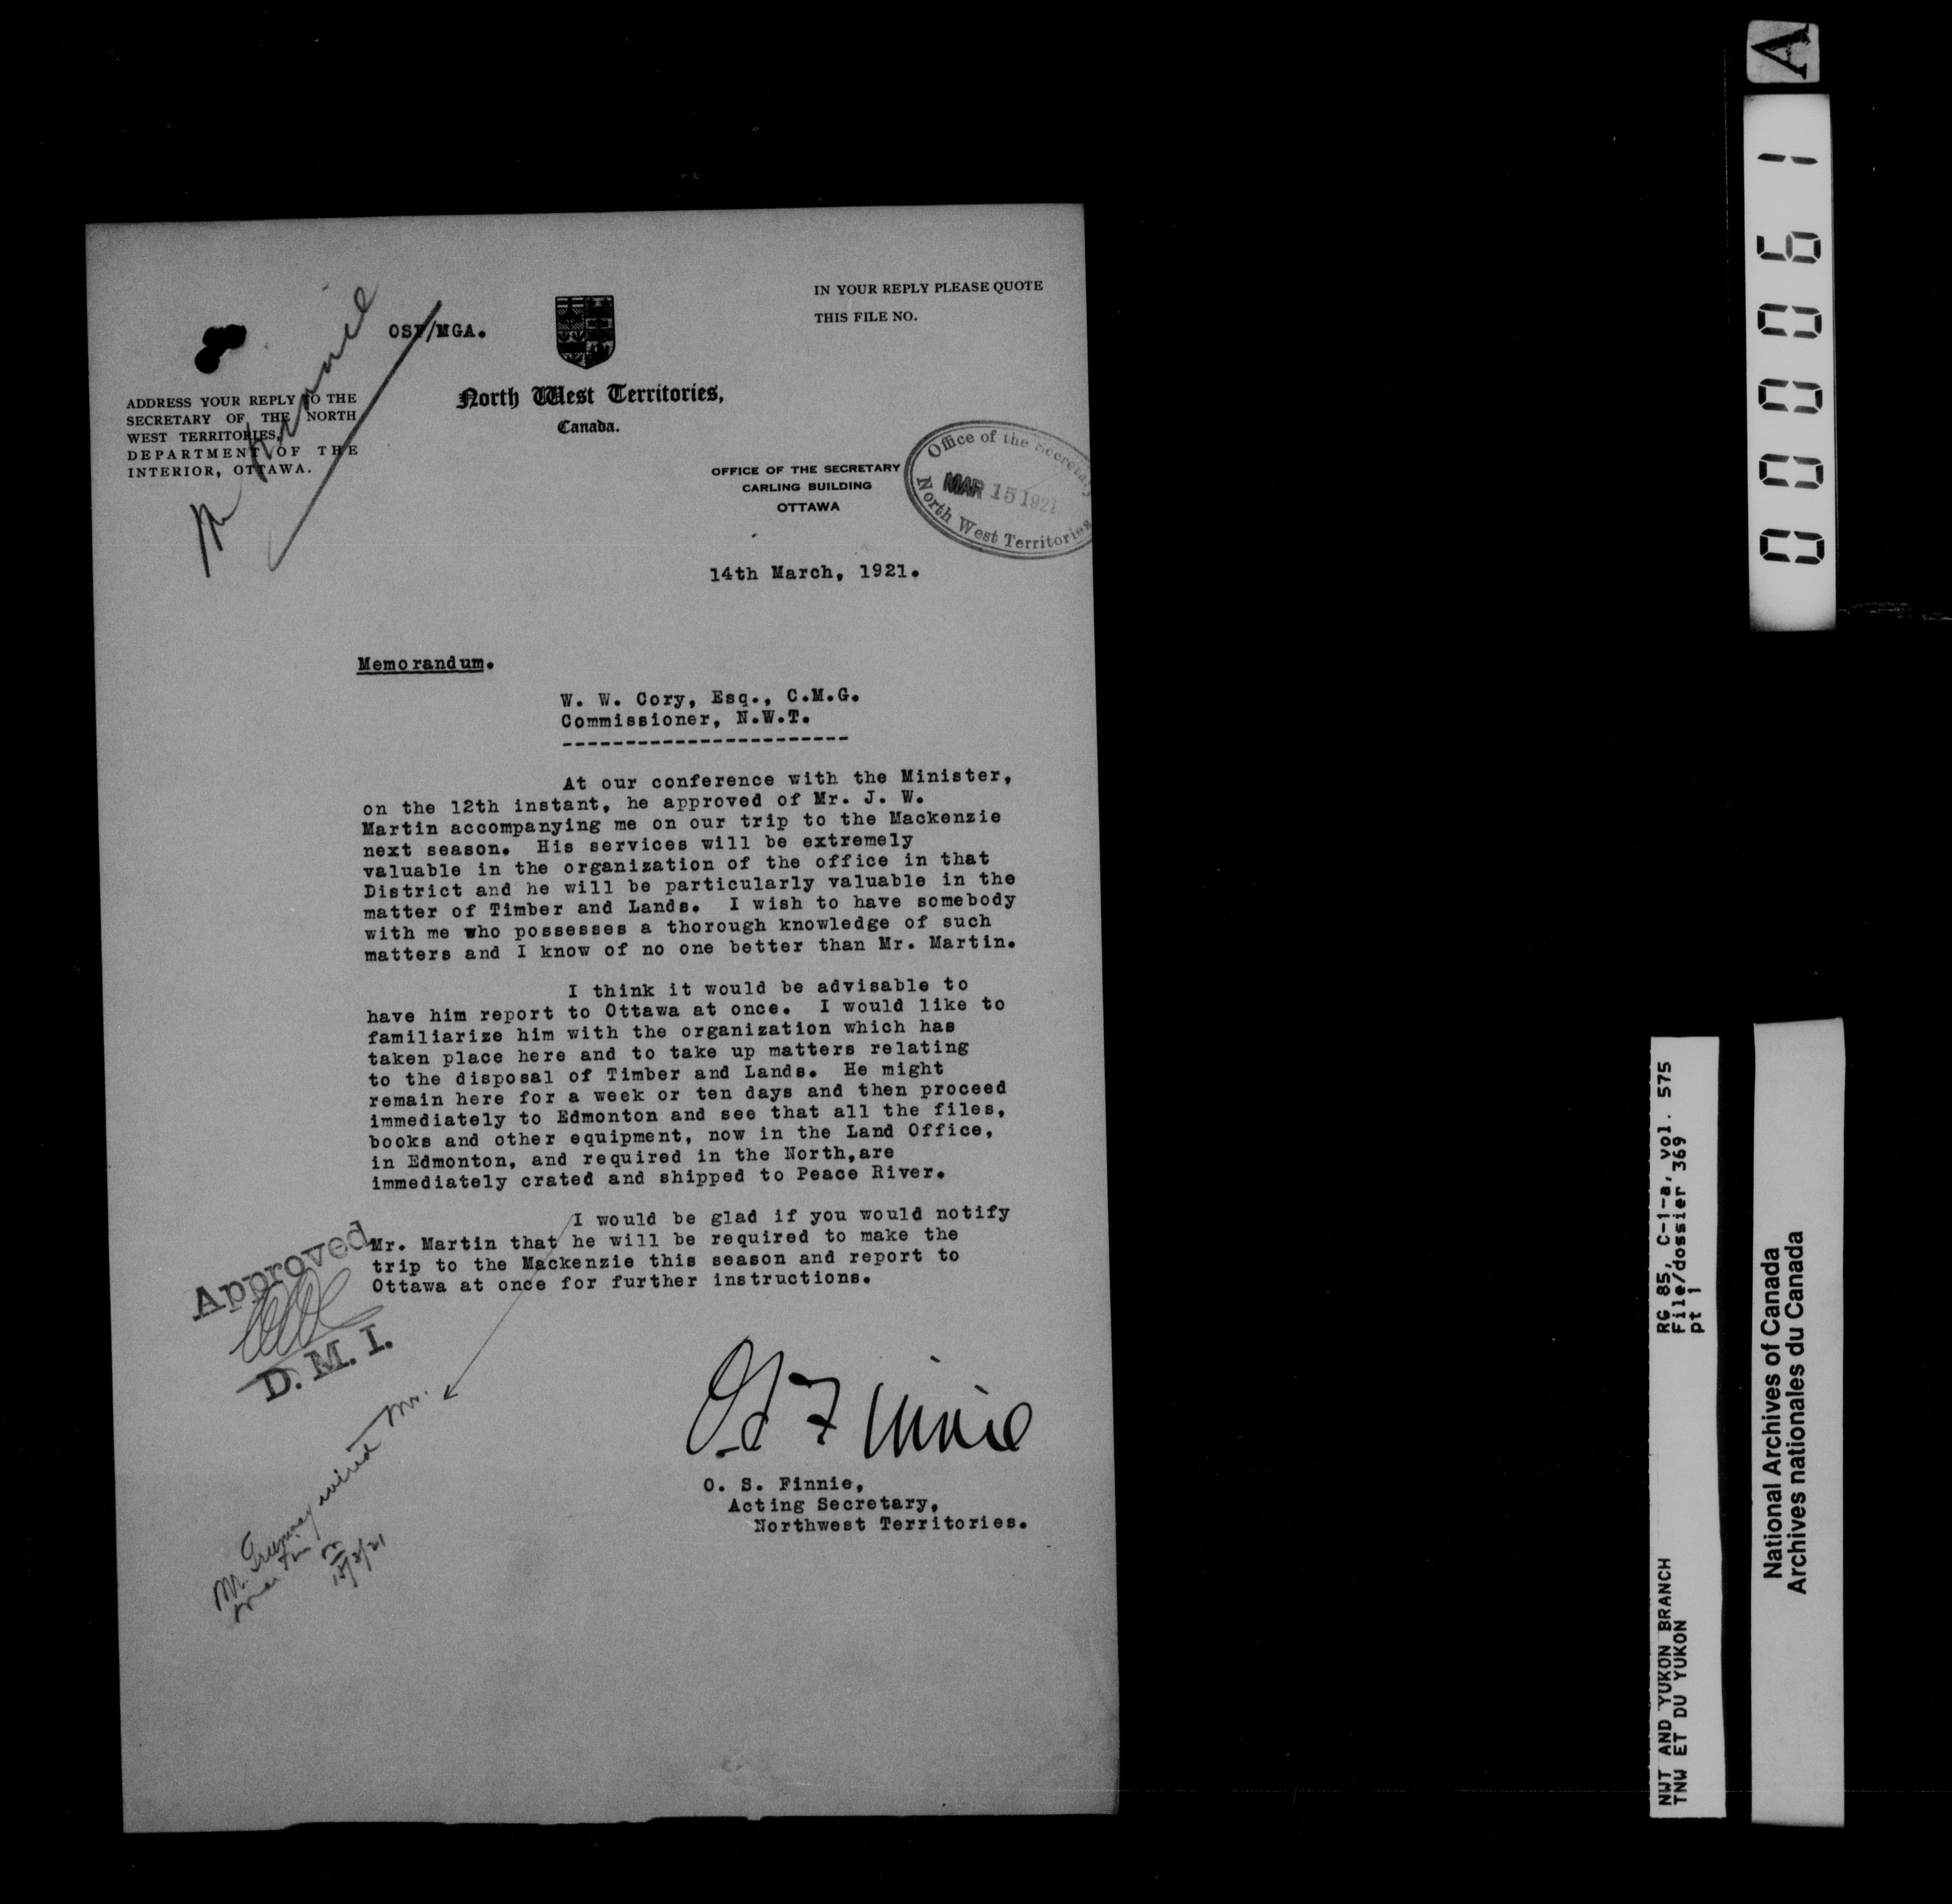 IN YOUR REPLY PLEASE QUOTE
THIS FILE NO.
OSF/MGA.
ADDRESS YOUR REPLY TO THE
SECRETARY OF THE NORTH
WEST TERRITORIES,
DEPARTMENT OF THE
INTERIOR, OTTAWA.
North West Territories,
Canada.
OFFICE OF THE SECRETARY
CARLING BUILDING
OTTAWA
Office of the Secretary
MAR 15 1921
North West Territories
14th March, 1921.
Memorandum.
W. W. Cory, Esq., C.M.G.
Commissioner, N.W.T.
-----------------------
At our conference with the Minister,
on the 12th instant, he approved of Mr. J. W.
Martin accompanying me on our trip to the Mackenzie
next season. His services will be extremely
valuable in the organization of the office in that
District and he will be particularly valuable in the
matter of Timber and Lands. I wish to have somebody
with me who possesses a thorough knowledge of such
matters and I know of no one better than Mr. Martin.
I think it would be advisable to
have him report to Ottawa at once. I would like to
familiarize him with the organization which has
taken place here and to take up matters relating
to the disposal of Timber and Lands. He might
remain here for a week or ten days and then proceed
immediately to Edmonton and see that all the files,
books and other equipment, now in the Land Office,
in Edmonton, and required in the North,are
immediately crated and shipped to Peace River.
I would be glad if you would notify
Mr. Martin that he will be required to make the
trip to the Mackenzie this season and report to
Ottawa at once for further instructions.
Approved
D.M.I.
O S Finnie
O. S. Finnie,
Acting Secretary,
Northwest Territories.
wired Mr.
Martin on
15/3/21
A
000061
RG 85, C-1-a, vol. 575
File/dossier 369
pt 1
NWT AND YUKON BRANCH
TNW ET DU YUKON
National Archives of Canada
Archives nationales du Canada